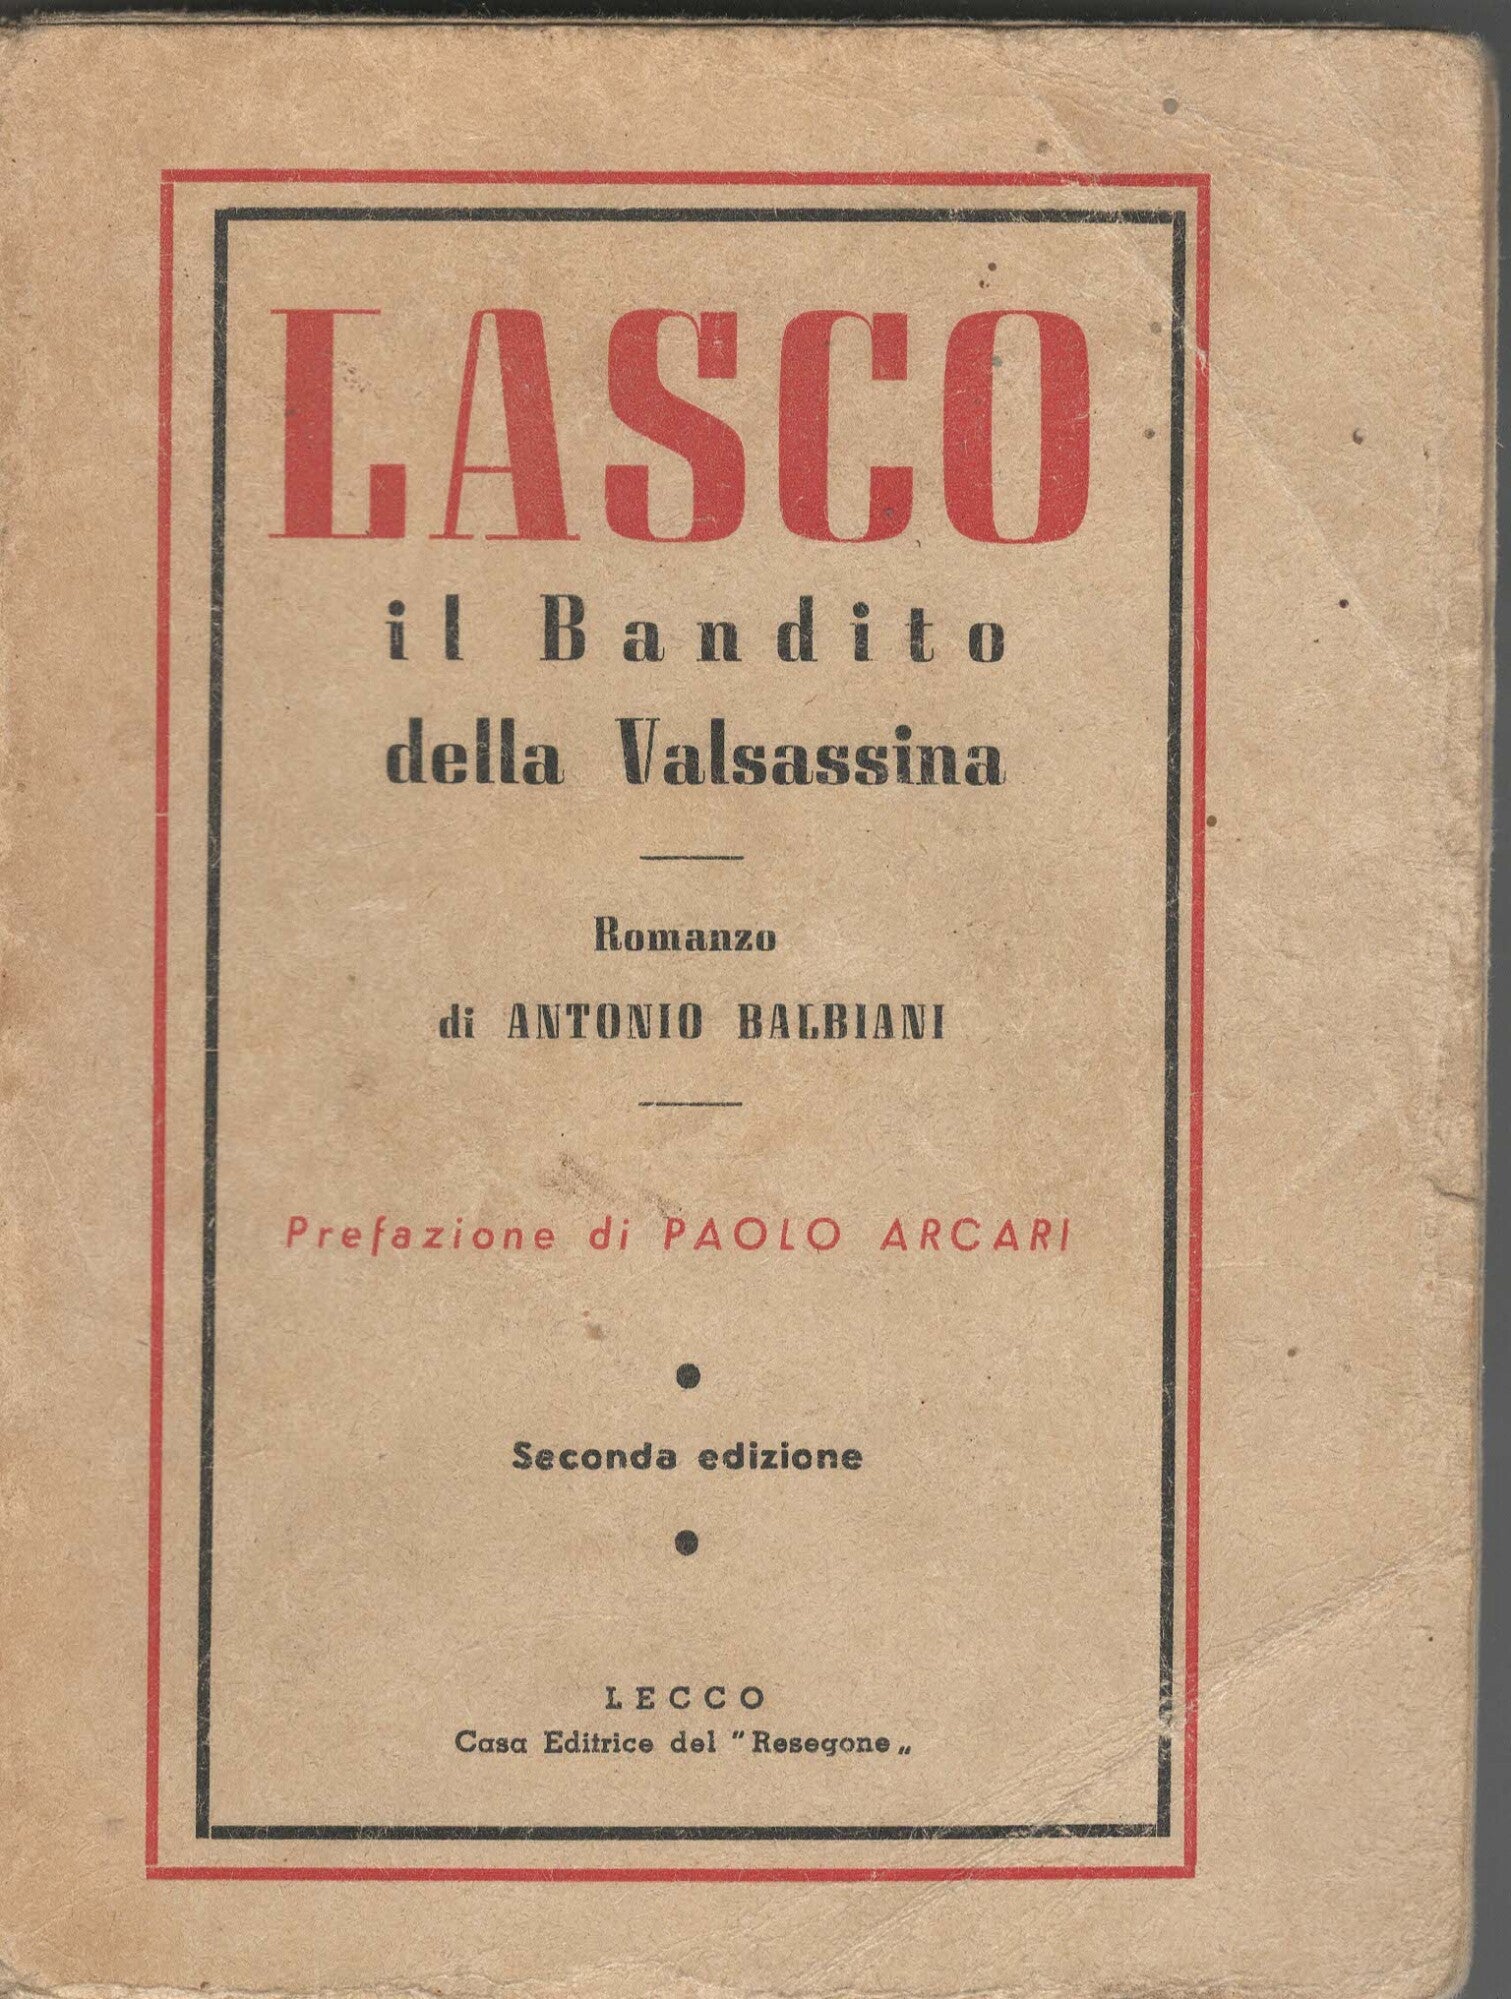 LASCO
il Bandito
della Valsassina
Romanzo
di ANTONIO BALBIANI
Prefazione di PAOLO ARCARI
Seconda edizione
LECCO
Casa Editrice del "Resegone„